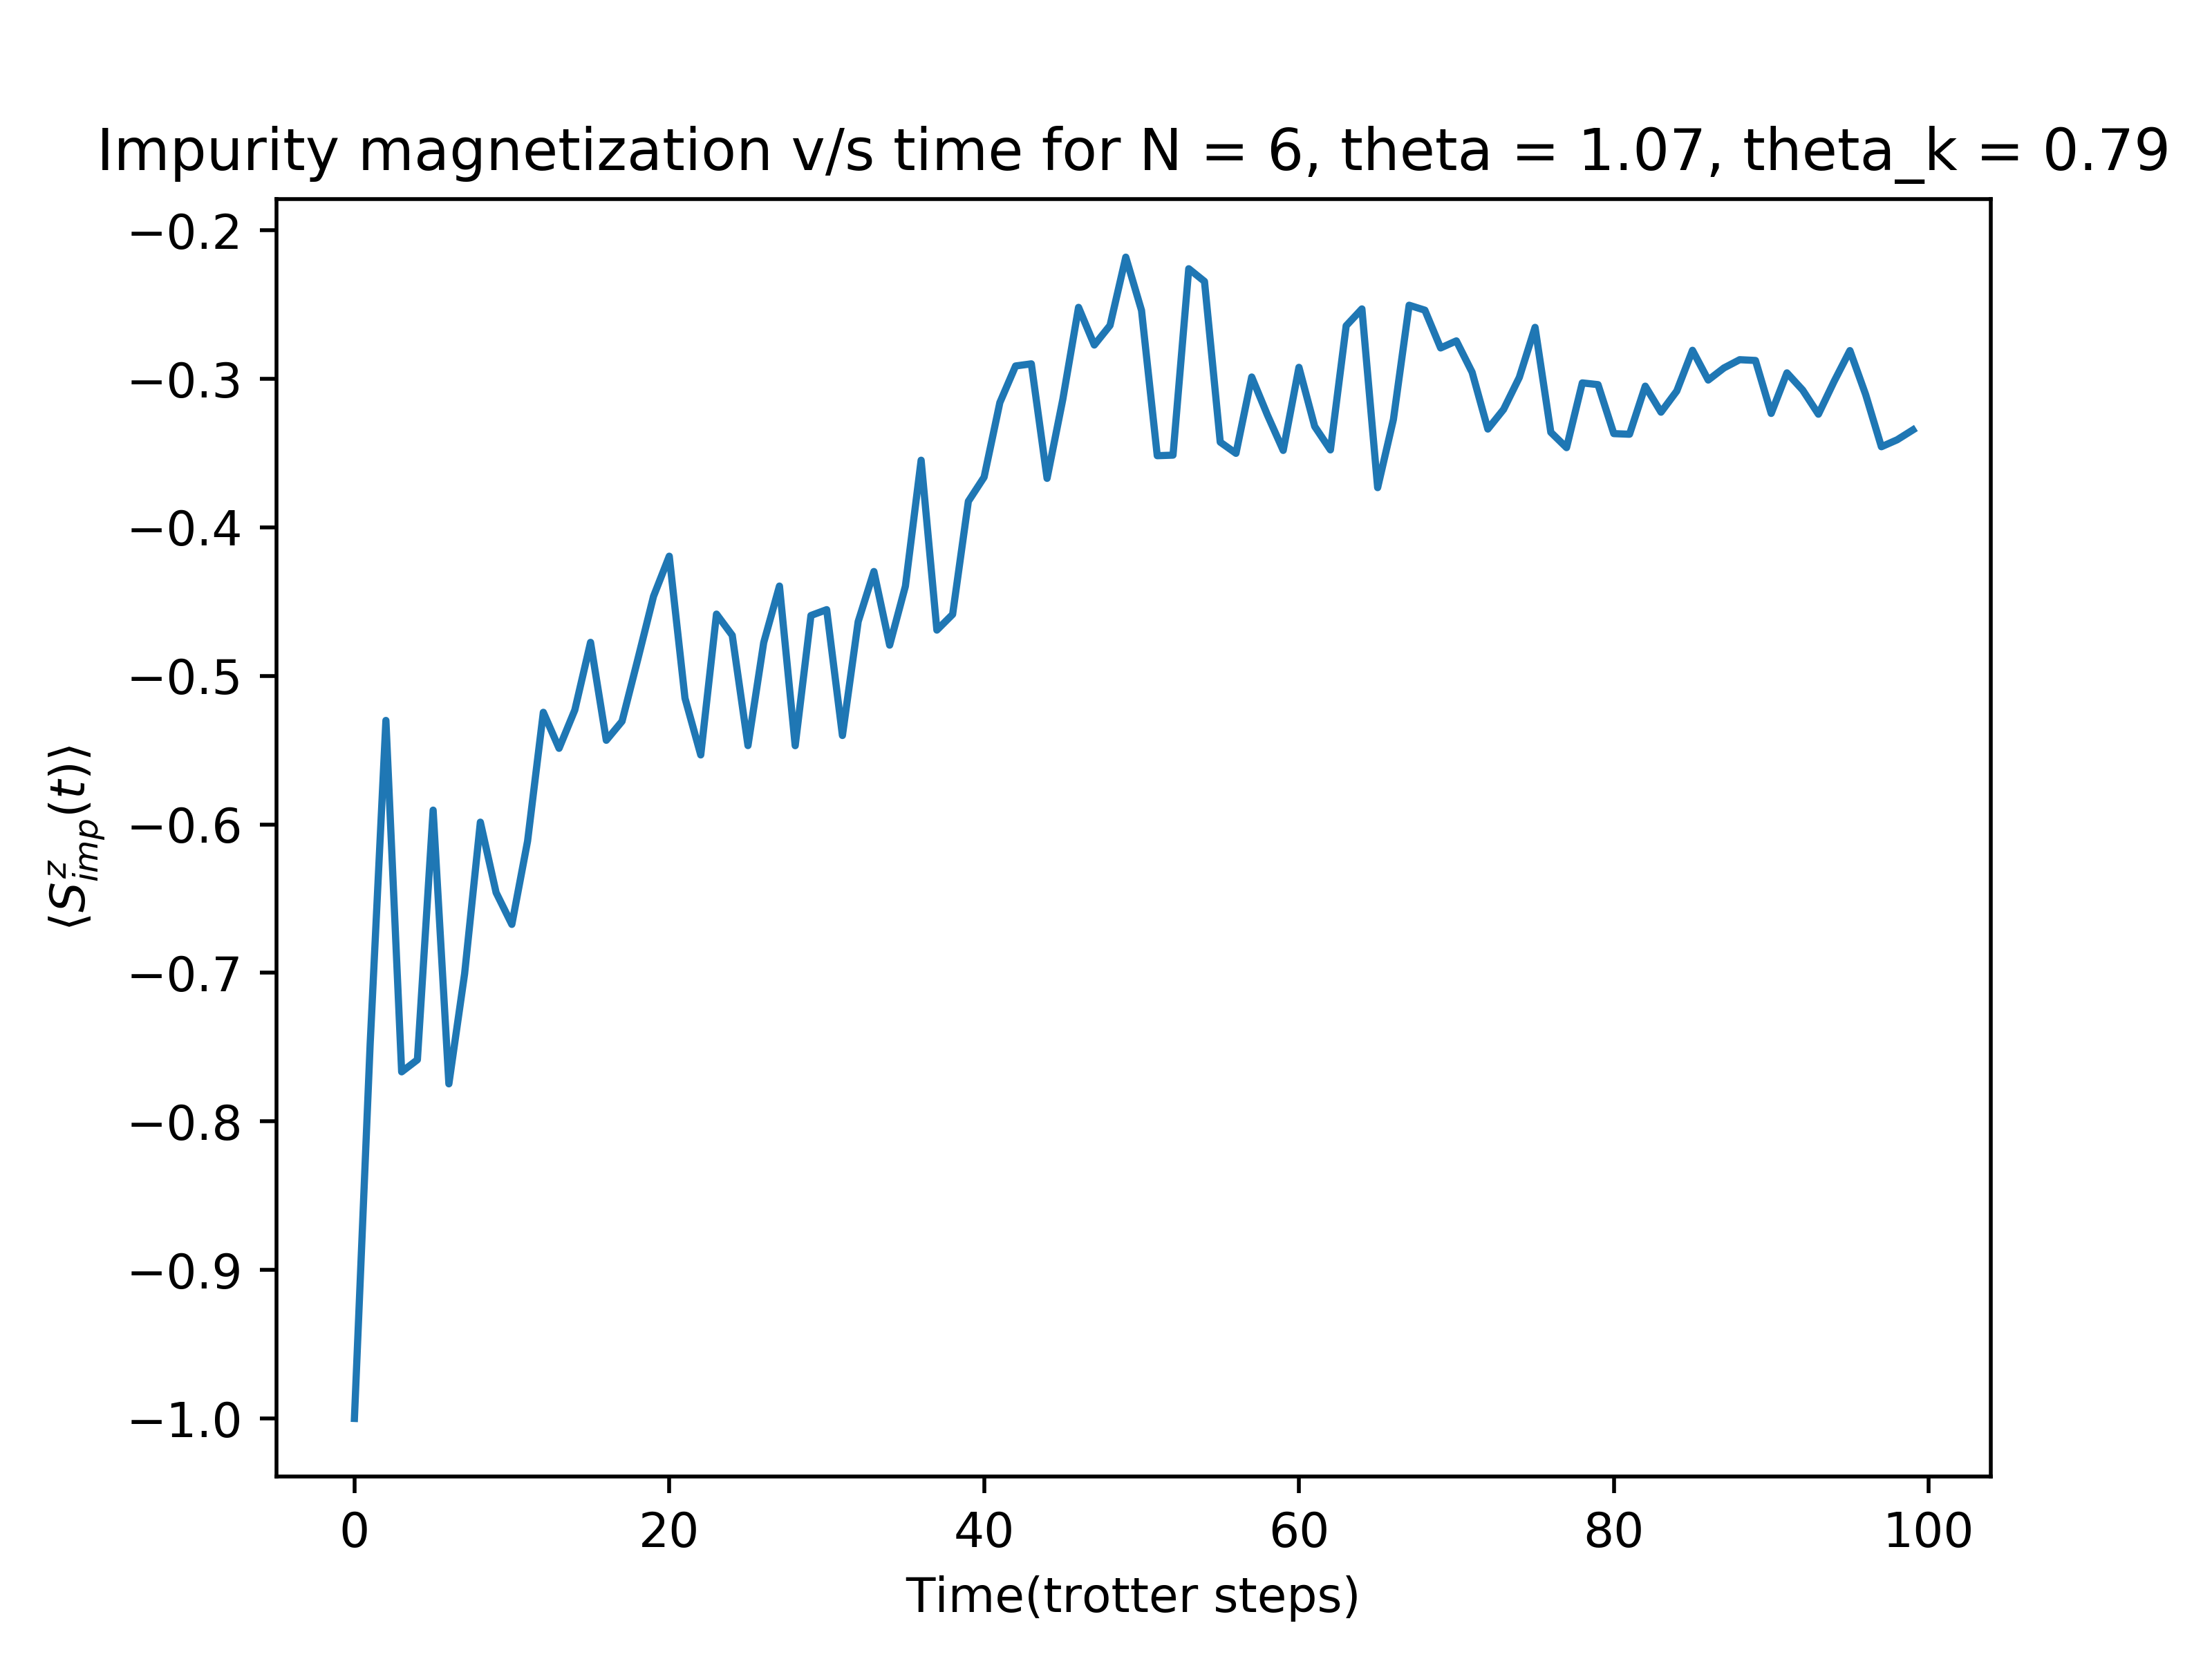 Impurity magnetization v/s time for N = 6, theta = 1.07, theta_k = 0.79
−0.2
−0.3
−0.4
−0.5
−0.6
−0.7
−0.8
−0.9
−1.0
⟨S^z_{imp}(t)⟩
0 20 40 60 80 100
Time(trotter steps)